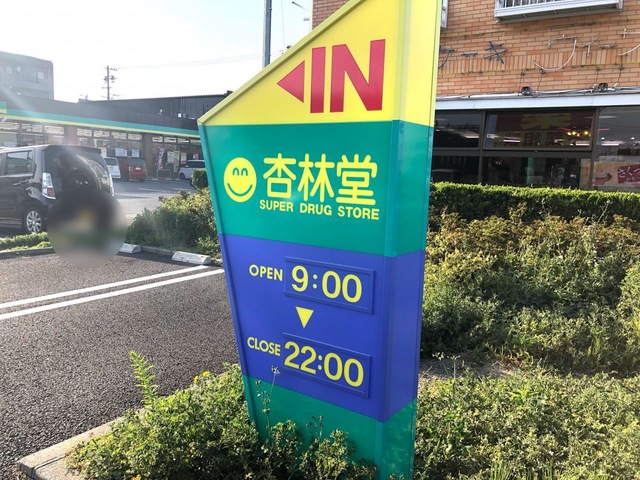 IN
杏林堂
SUPER DRUG STORE
OPEN 9:00
CLOSE 22:00